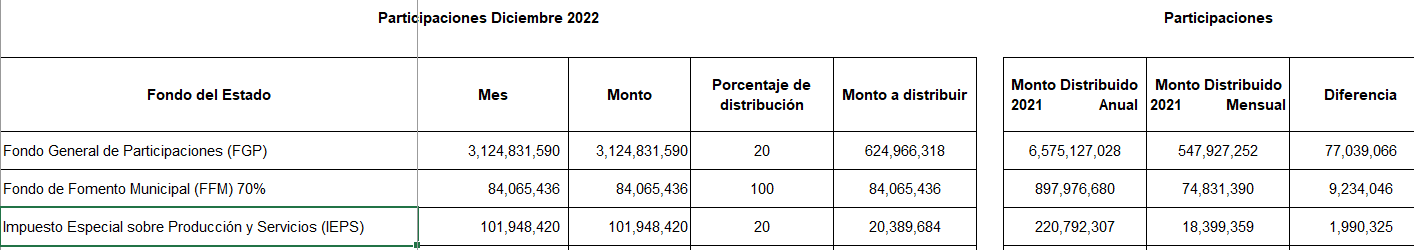 Participaciones Diciembre 2022 Participaciones
Fondo del Estado Mes Monto Porcentaje de distribución Monto a distribuir Monto Distribuido 2021 Anual Monto Distribuido 2021 Mensual Diferencia
Fondo General de Participaciones (FGP) 3,124,831,590 3,124,831,590 20 624,966,318 6,575,127,028 547,927,252 77,039,066
Fondo de Fomento Municipal (FFM) 70% 84,065,436 84,065,436 100 84,065,436 897,976,680 74,831,390 9,234,046
Impuesto Especial sobre Producción y Servicios (IEPS) 101,948,420 101,948,420 20 20,389,684 220,792,307 18,399,359 1,990,325